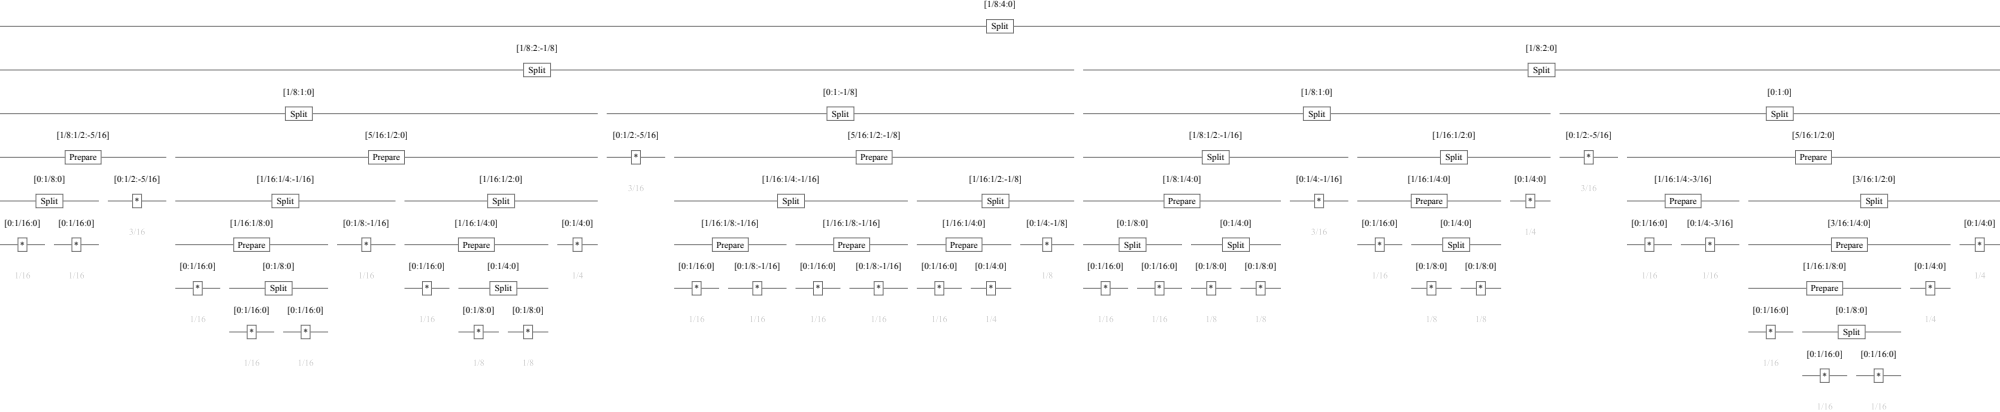 [1/8:4:0]
Split
[1/8:2:-1/8] [1/8:2:0]
Split Split
[1/8:1:0] [0:1:-1/8] [1/8:1:0] [0:1:0]
Split Split Split Split
[1/8:1/2:-5/16] [5/16:1/2:0] [0:1/2:-5/16] [5/16:1/2:-1/8] [1/8:1/2:-1/16] [1/16:1/2:0] [0:1/2:-5/16] [5/16:1/2:0]
Prepare Prepare * Prepare Split Split * Prepare
[0:1/8:0] [0:1/2:-5/16] [1/16:1/4:-1/16] [1/16:1/2:0] 3/16 [1/16:1/4:-1/16] [1/16:1/2:-1/8] [1/8:1/4:0] [0:1/4:-1/16] [1/16:1/4:0] [0:1/4:0] 3/16 [1/16:1/4:-3/16] [3/16:1/2:0]
Split * Split Split Split Split Prepare * Prepare * Prepare Split
[0:1/16:0] [0:1/16:0] 3/16 [1/16:1/8:0] [0:1/8:-1/16] [1/16:1/4:0] [0:1/4:0] [1/16:1/8:-1/16] [1/16:1/8:-1/16] [1/16:1/4:0] [0:1/4:-1/8] [0:1/8:0] [0:1/4:0] 3/16 [0:1/16:0] [0:1/4:0] 1/4 [0:1/16:0] [0:1/4:-3/16] [3/16:1/4:0] [0:1/4:0]
* * Prepare * Prepare * Prepare Prepare Prepare * Split Split * Split * * Prepare *
1/16 1/16 [0:1/16:0] [0:1/8:0] 1/16 [0:1/16:0] [0:1/4:0] 1/4 [0:1/16:0] [0:1/8:-1/16] [0:1/16:0] [0:1/8:-1/16] [0:1/16:0] [0:1/4:0] 1/8 [0:1/16:0] [0:1/16:0] [0:1/8:0] [0:1/8:0] 1/16 [0:1/8:0] [0:1/8:0] 1/16 1/16 [1/16:1/8:0] [0:1/4:0] 1/4
* Split * Split * * * * * * * * * * * * Prepare *
1/16 [0:1/16:0] [0:1/16:0] 1/16 [0:1/8:0] [0:1/8:0] 1/16 1/16 1/16 1/16 1/16 1/4 1/16 1/16 1/8 1/8 1/8 1/8 [0:1/16:0] [0:1/8:0] 1/4
* * * * * Split
1/16 1/16 1/8 1/8 1/16 [0:1/16:0] [0:1/16:0]
* *
1/16 1/16